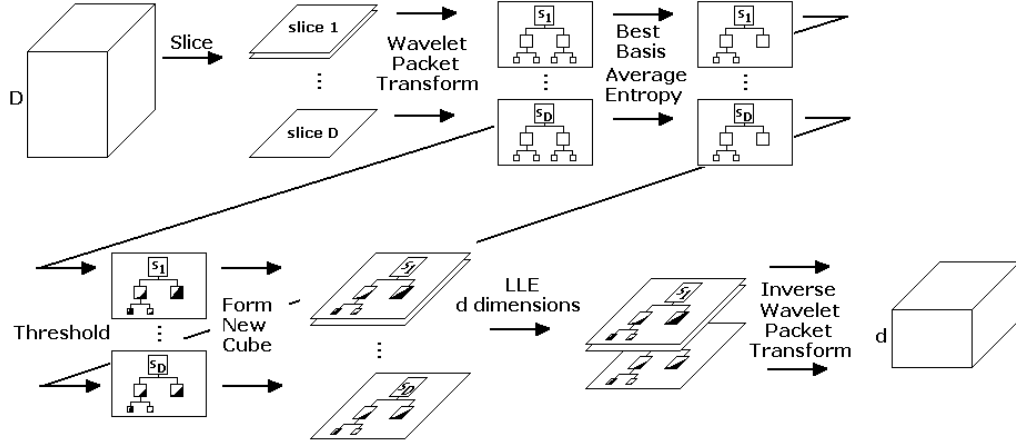 D
Slice
slice 1
⋮
slice D
Wavelet
Packet
Transform
S1
⋮
SD
Best
Basis
Average
Entropy
S1
⋮
SD
Threshold
S1
⋮
SD
Form
New
Cube
S1
⋮
SD
LLE
d dimensions
S1
Inverse
Wavelet
Packet
Transform
d